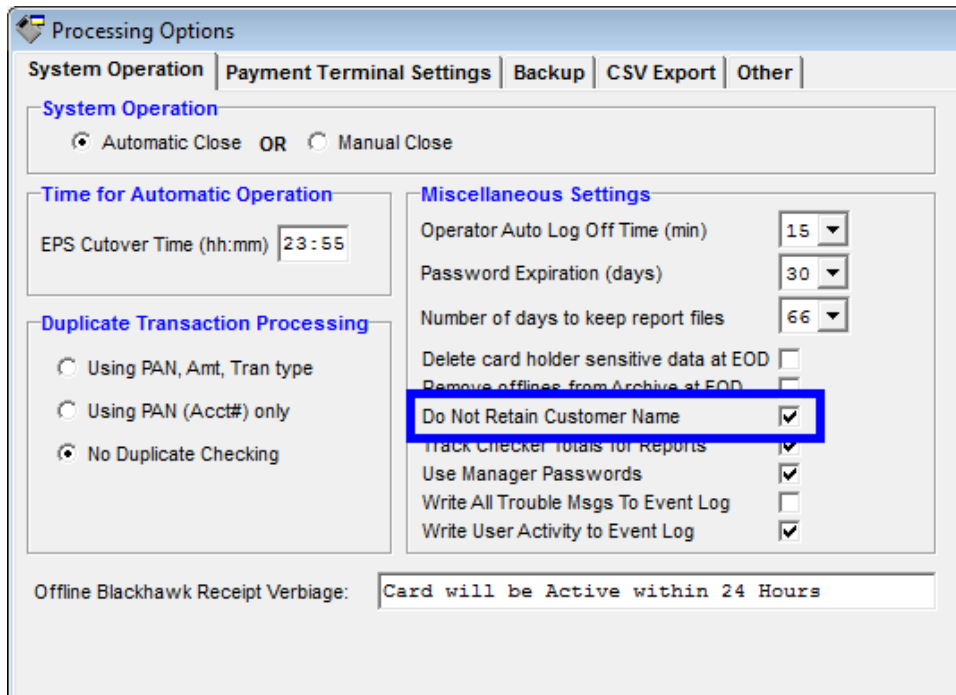 Processing Options
System Operation
Payment Terminal Settings
Backup
CSV Export
Other
System Operation
Automatic Close OR Manual Close
Time for Automatic Operation
EPS Cutover Time (hh:mm) 23:55
Duplicate Transaction Processing
Using PAN, Amt, Tran type
Using PAN (Acct#) only
No Duplicate Checking
Miscellaneous Settings
Operator Auto Log Off Time (min) 15
Password Expiration (days) 30
Number of days to keep report files 66
Delete card holder sensitive data at EOD
Remove offlines from Archive at EOD
Do Not Retain Customer Name
Track Checker Totals for Reports
Use Manager Passwords
Write All Trouble Msgs To Event Log
Write User Activity to Event Log
Offline Blackhawk Receipt Verbiage: Card will be Active within 24 Hours